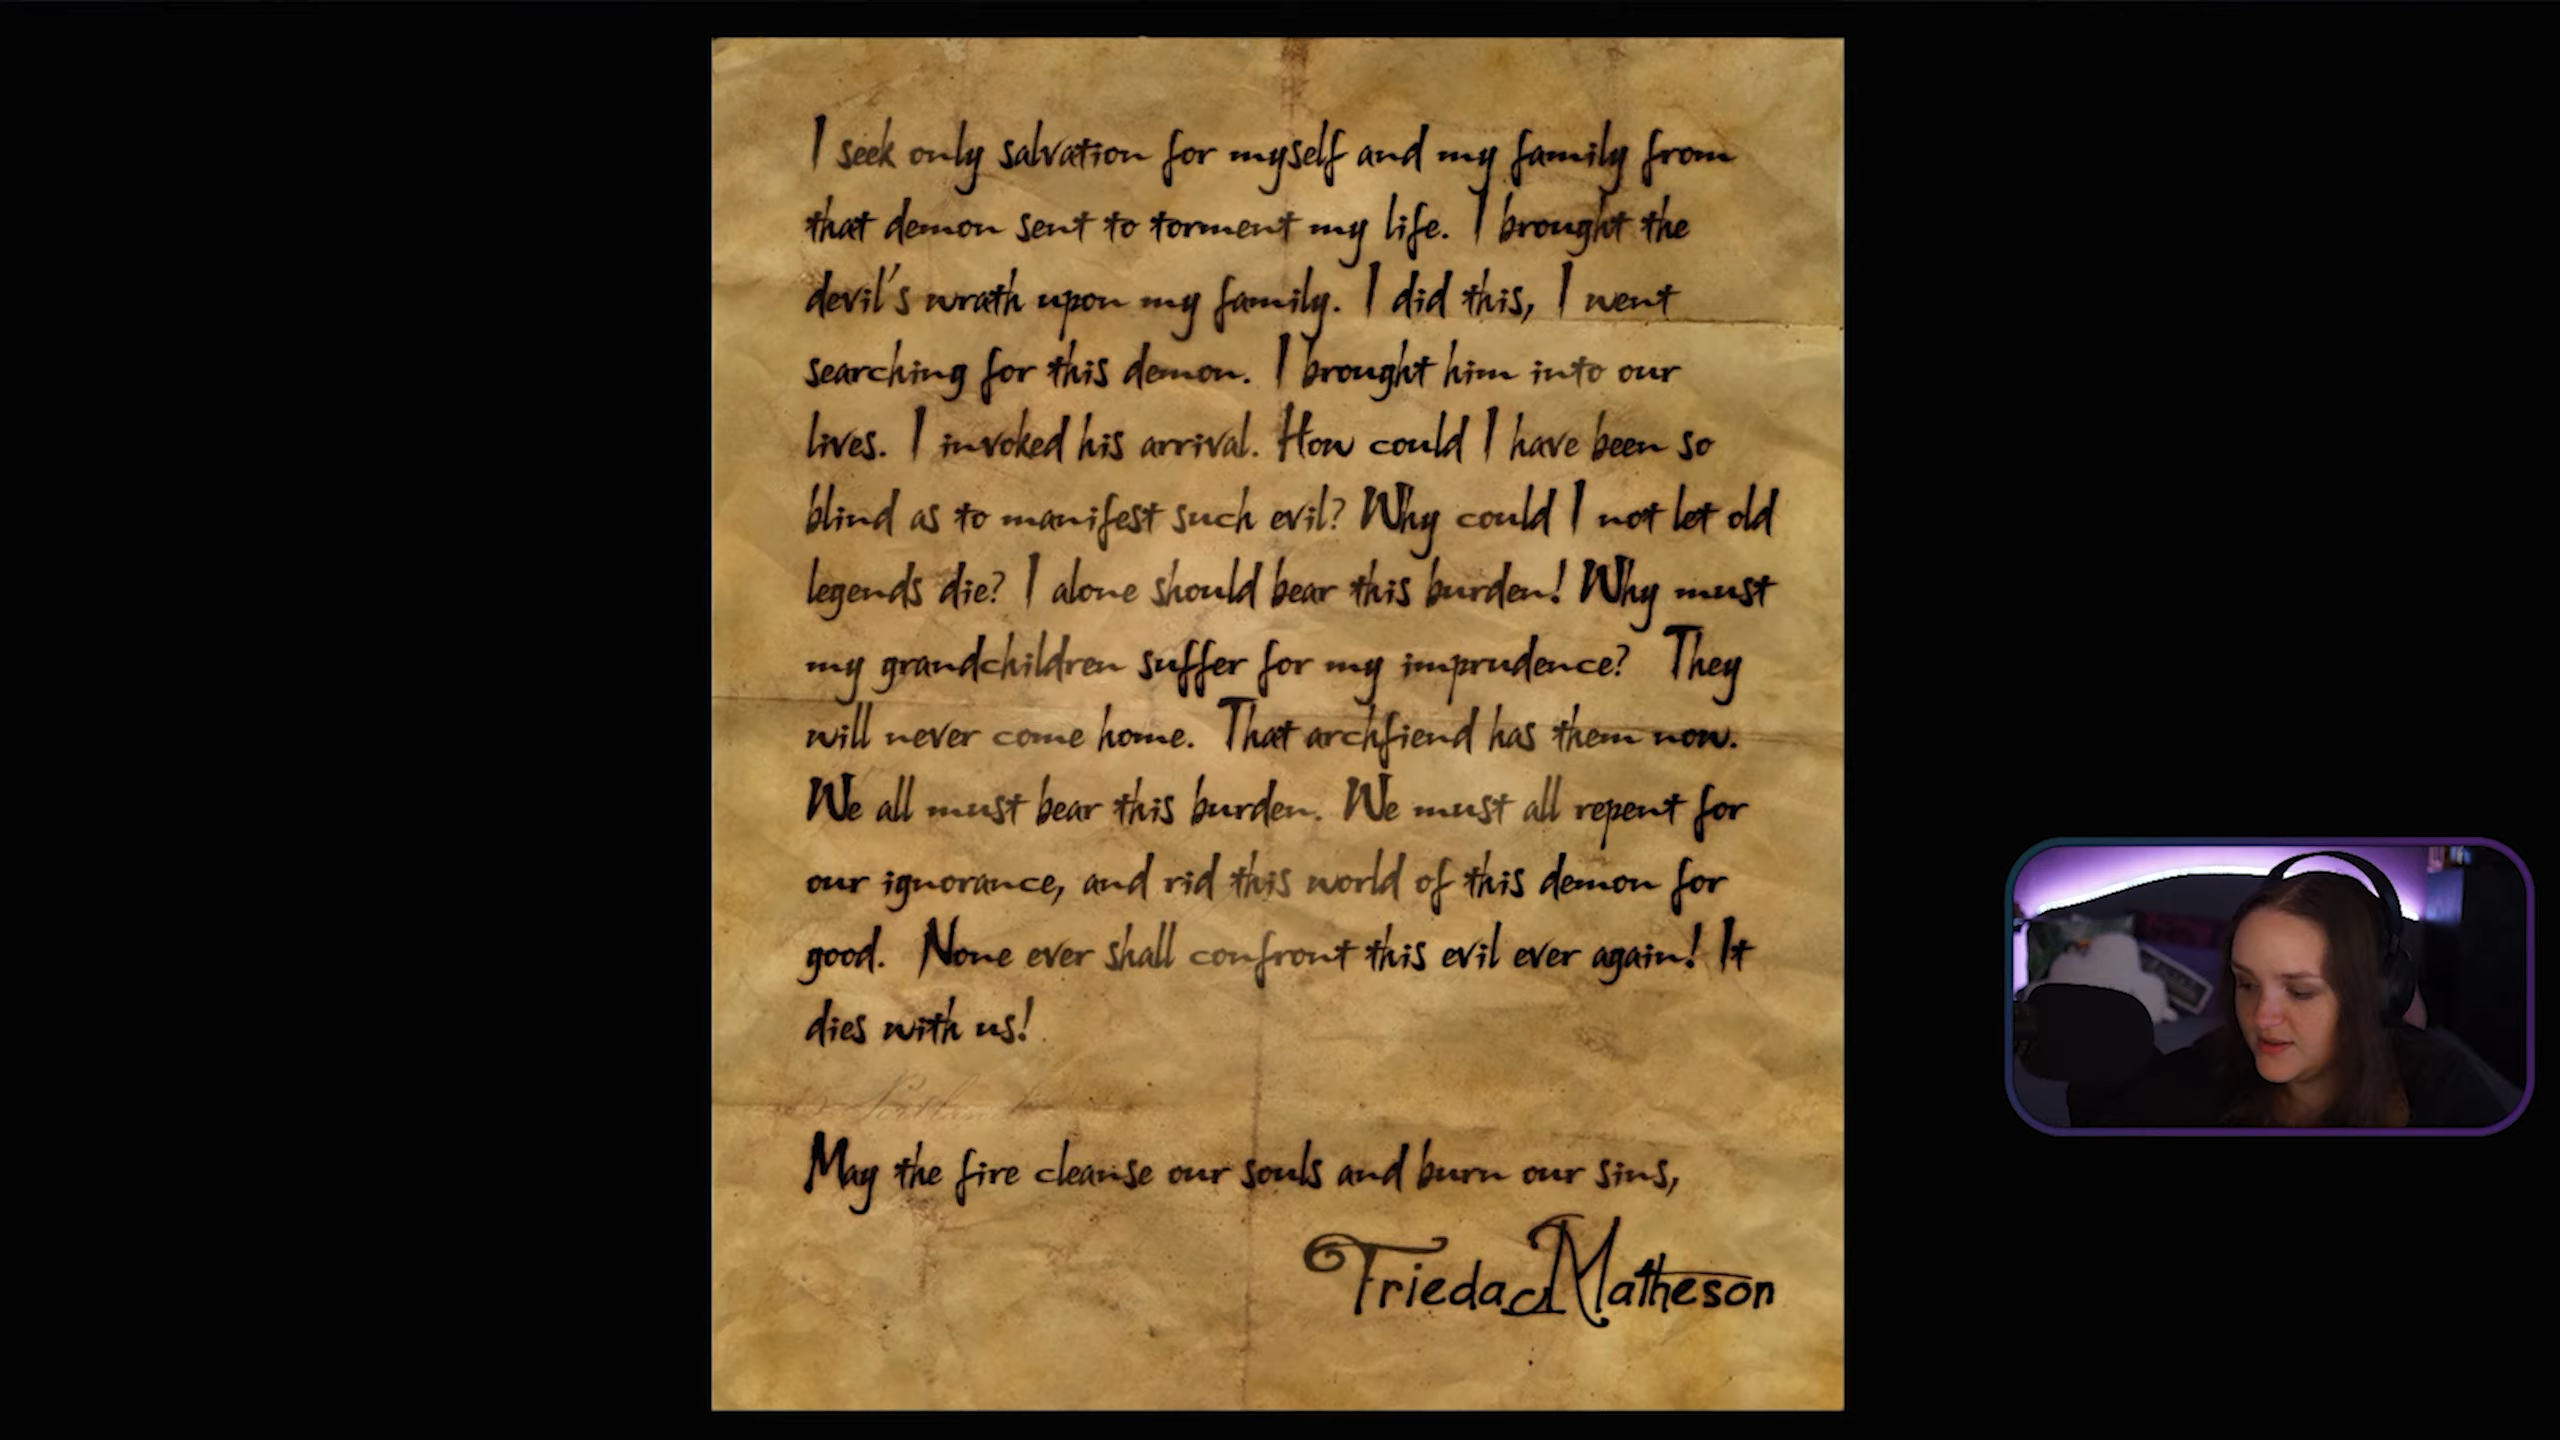 I seek only salvation for myself and my family from
that demon sent to torment my life. I brought the
devil's wrath upon my family. I did this, I went
searching for this demon. I brought him into our
lives. I invoked his arrival. How could I have been so
blind as to manifest such evil? Why could I not let old
legends die? I alone should bear this burden! Why must
my grandchildren suffer for my imprudence? They
will never come home. That archfiend has them now.
We all must bear this burden. We must all repent for
our ignorance, and rid this world of this demon for
good. None ever shall confront this evil ever again! It
dies with us!
May the fire cleanse our souls and burn our sins,
Frieda Matheson